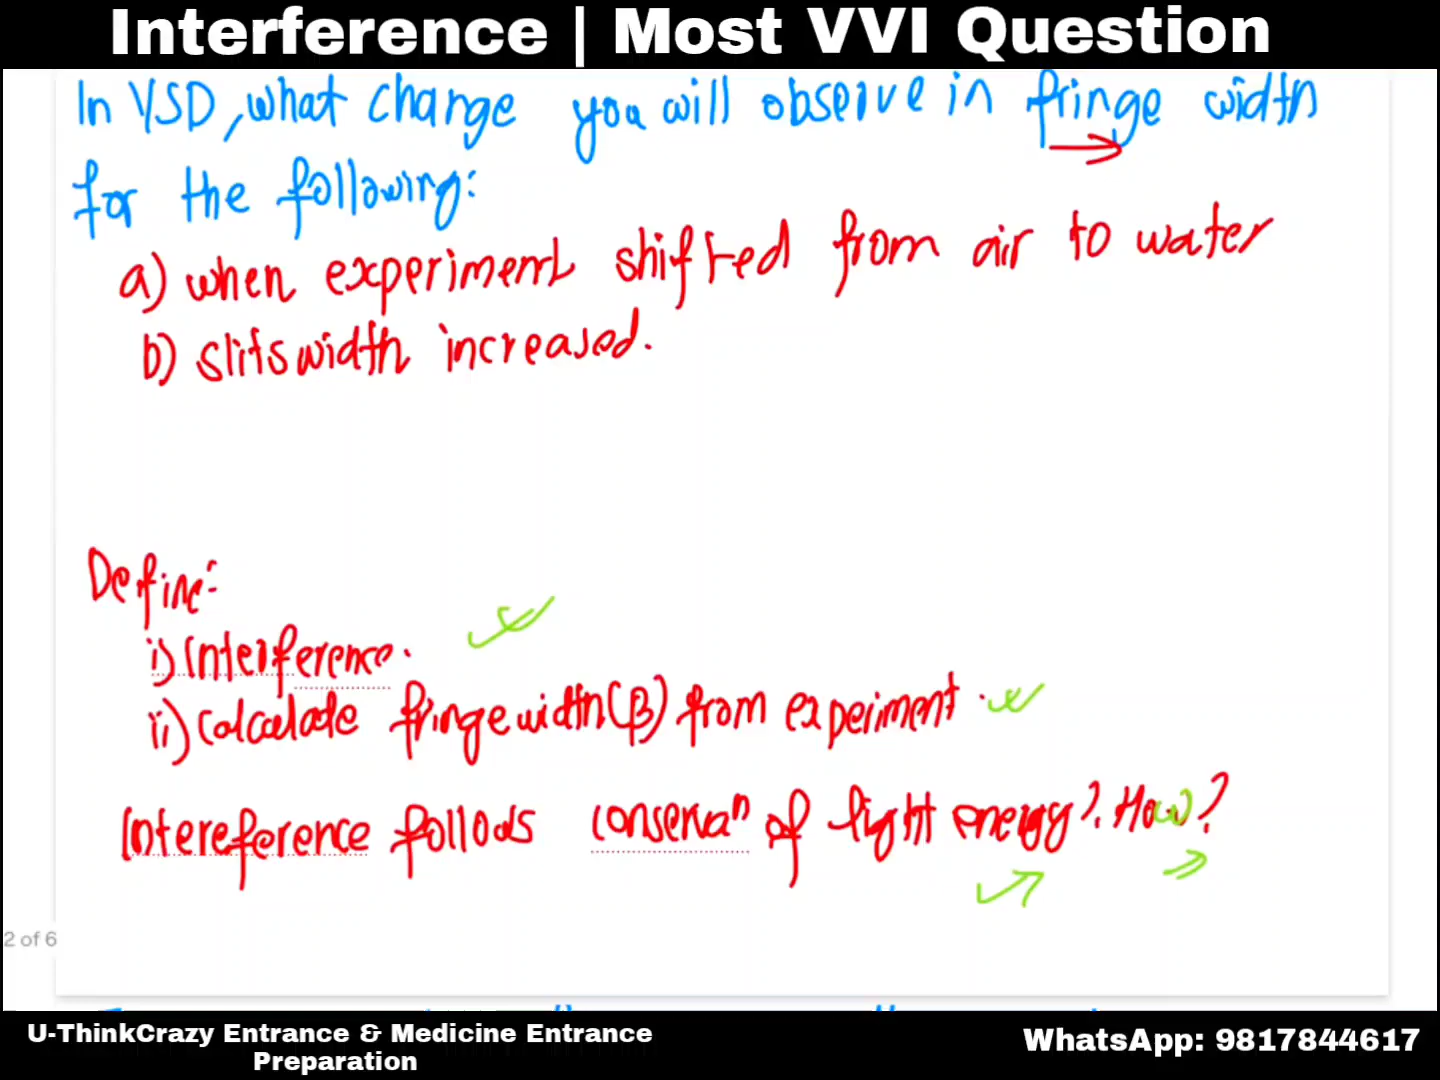 Interference | Most VVI Question
In YSD, what change you will observe in fringe width
for the following:
a) when experiment shifted from air to water
b) slits width increased.
Define:
i) Interference.
ii) Calculate fringe width (β) from experiment.
Intereference follows conservaⁿ of light energy? How?
2 of 6
U-ThinkCrazy Entrance & Medicine Entrance
Preparation
WhatsApp: 9817844617